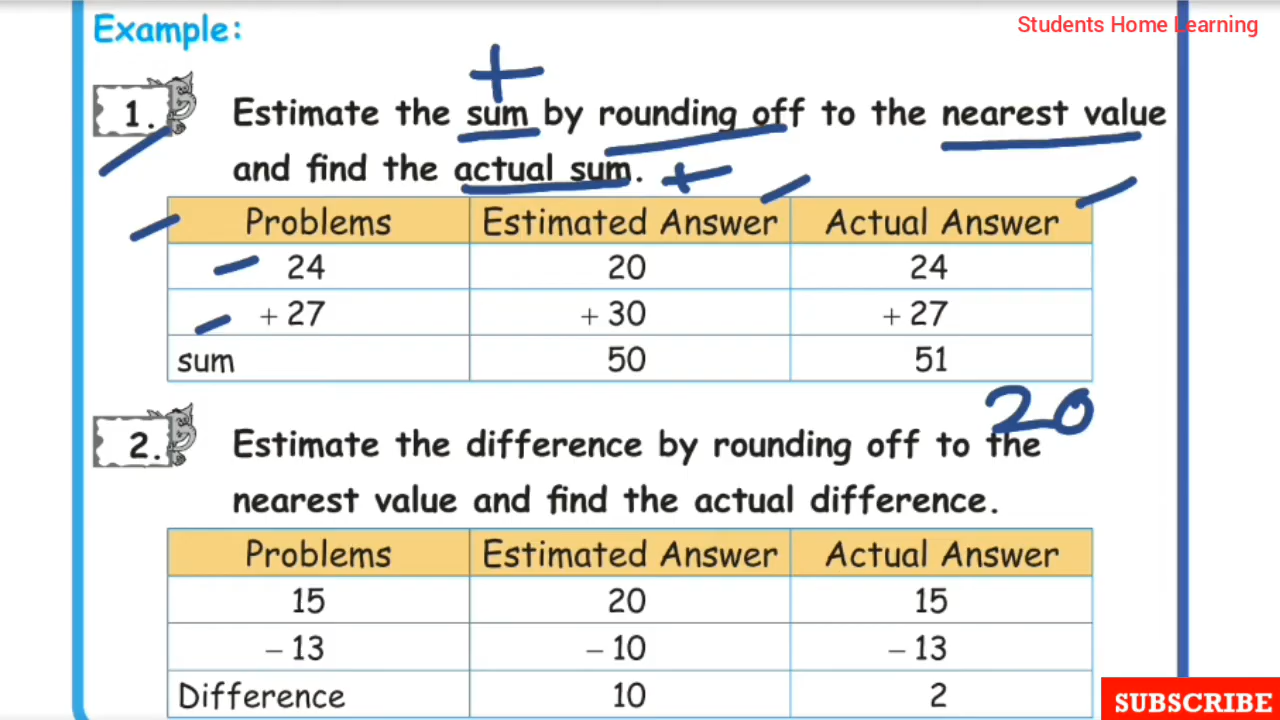 Students Home Learning
Example:
+
1. Estimate the sum by rounding off to the nearest value
and find the actual sum. +
Problems Estimated Answer Actual Answer
24 20 24
+ 27 + 30 + 27
sum 50 51
20
2. Estimate the difference by rounding off to the
nearest value and find the actual difference.
Problems Estimated Answer Actual Answer
15 20 15
– 13 – 10 – 13
Difference 10 2
SUBSCRIBE